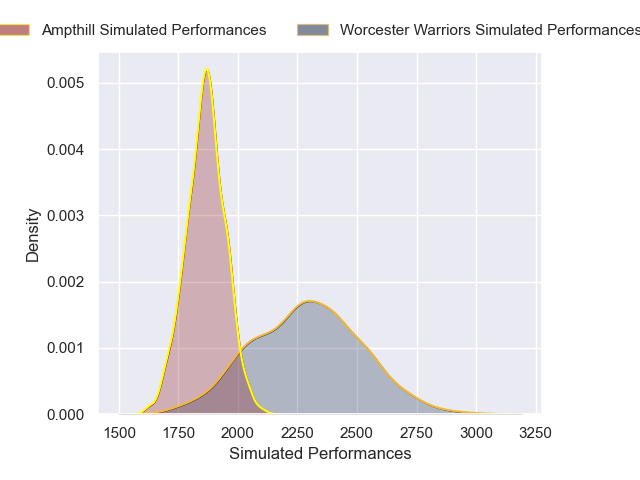 Ampthill Simulated Performances Worcester Warriors Simulated Performances
0.005
0.004
0.003
0.002
0.001
0.000
Density
1500 1750 2000 2250 2500 2750 3000 3250
Simulated Performances